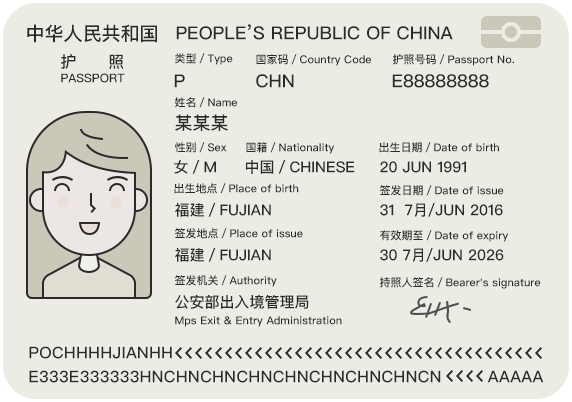 中华人民共和国 PEOPLE'S REPUBLIC OF CHINA
护 照
PASSPORT
类型 / Type 国家码 / Country Code 护照号码 / Passport No.
P CHN E88888888
姓名 / Name
某某某
性别 / Sex 国籍 / Nationality 出生日期 / Date of birth
女 / M 中国 / CHINESE 20 JUN 1991
出生地点 / Place of birth 签发日期 / Date of issue
福建 / FUJIAN 31 7月/JUN 2016
签发地点 / Place of issue 有效期至 / Date of expiry
福建 / FUJIAN 30 7月/JUN 2026
签发机关 / Authority 持照人签名 / Bearer's signature
公安部出入境管理局
Mps Exit & Entry Administration
POCHHHHJIANHH<<<<<<<<<<<<<<<<<<<<<<<<<<<<<<<
E333E333333HNCHNCHNCHNCHNCHNCHNCHNCHNCN <<<< AAAAA